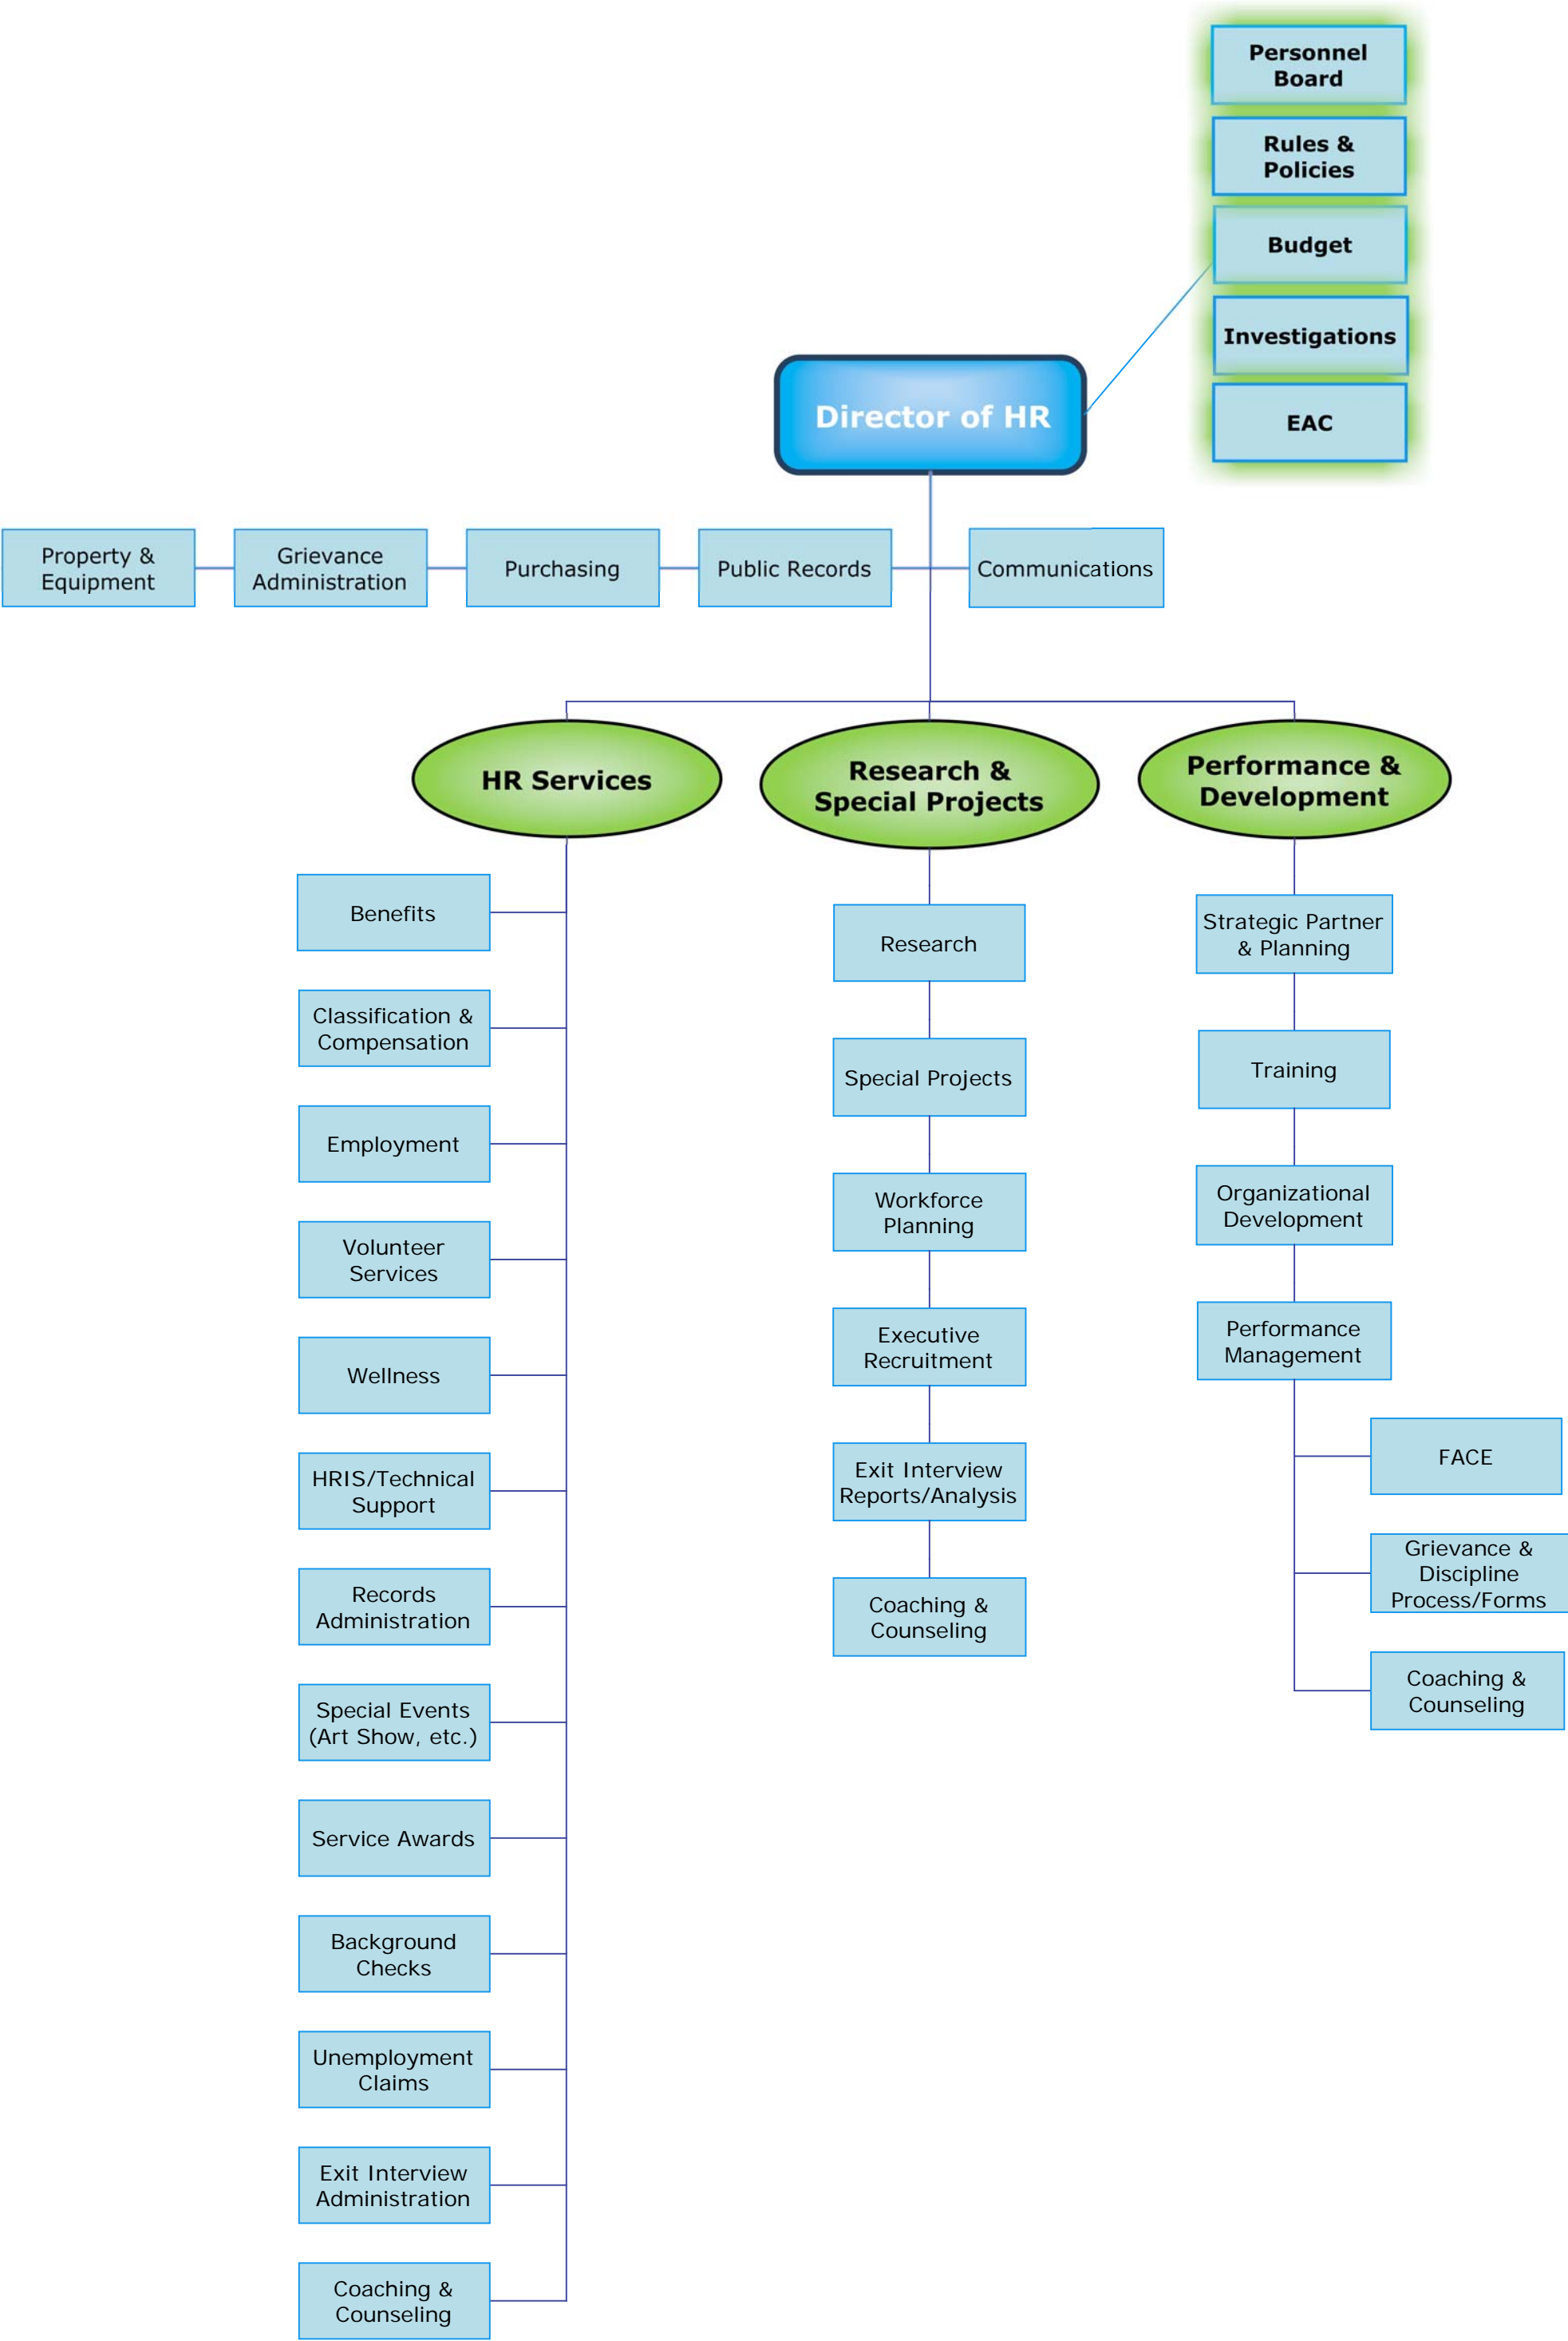 Personnel
Board
Rules &
Policies
Budget
Investigations
EAC
Director of HR
Property &
Equipment
Grievance
Administration
Purchasing
Public Records
Communications
HR Services
Research &
Special Projects
Performance &
Development
Benefits
Classification &
Compensation
Employment
Volunteer
Services
Wellness
HRIS/Technical
Support
Records
Administration
Special Events
(Art Show, etc.)
Service Awards
Background
Checks
Unemployment
Claims
Exit Interview
Administration
Coaching &
Counseling
Research
Special Projects
Workforce
Planning
Executive
Recruitment
Exit Interview
Reports/Analysis
Coaching &
Counseling
Strategic Partner
& Planning
Training
Organizational
Development
Performance
Management
FACE
Grievance &
Discipline
Process/Forms
Coaching &
Counseling